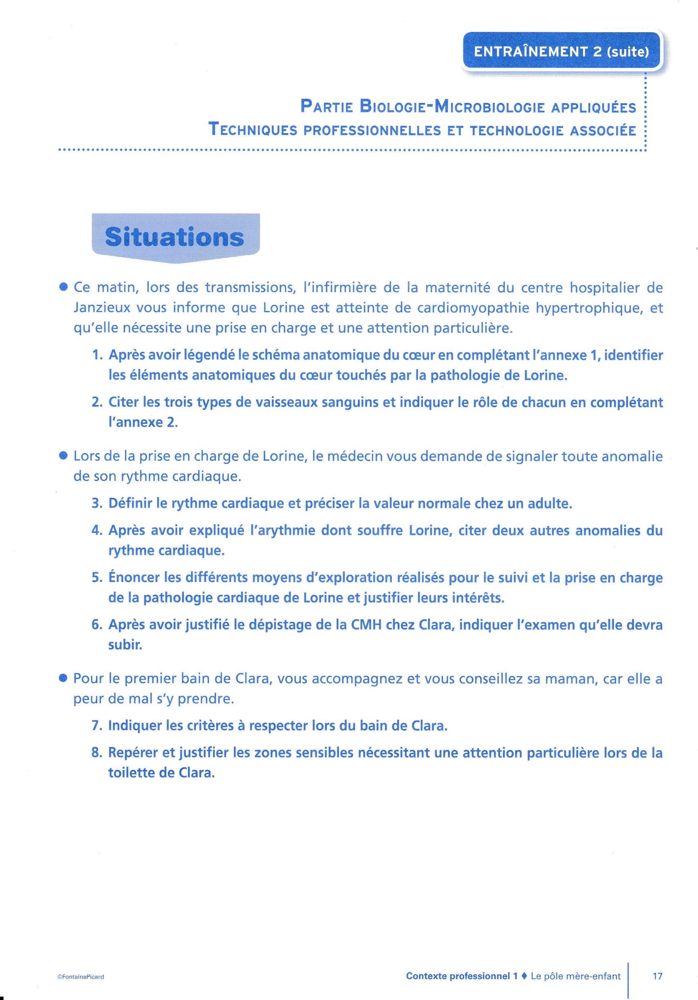 ENTRAÎNEMENT 2 (suite)
PARTIE BIOLOGIE-MICROBIOLOGIE APPLIQUÉES
TECHNIQUES PROFESSIONNELLES ET TECHNOLOGIE ASSOCIÉE
Situations
● Ce matin, lors des transmissions, l'infirmière de la maternité du centre hospitalier de
Janzieux vous informe que Lorine est atteinte de cardiomyopathie hypertrophique, et
qu'elle nécessite une prise en charge et une attention particulière.
1. Après avoir légendé le schéma anatomique du cœur en complétant l'annexe 1, identifier
les éléments anatomiques du cœur touchés par la pathologie de Lorine.
2. Citer les trois types de vaisseaux sanguins et indiquer le rôle de chacun en complétant
l'annexe 2.
● Lors de la prise en charge de Lorine, le médecin vous demande de signaler toute anomalie
de son rythme cardiaque.
3. Définir le rythme cardiaque et préciser la valeur normale chez un adulte.
4. Après avoir expliqué l'arythmie dont souffre Lorine, citer deux autres anomalies du
rythme cardiaque.
5. Énoncer les différents moyens d'exploration réalisés pour le suivi et la prise en charge
de la pathologie cardiaque de Lorine et justifier leurs intérêts.
6. Après avoir justifié le dépistage de la CMH chez Clara, indiquer l'examen qu'elle devra
subir.
● Pour le premier bain de Clara, vous accompagnez et vous conseillez sa maman, car elle a
peur de mal s'y prendre.
7. Indiquer les critères à respecter lors du bain de Clara.
8. Repérer et justifier les zones sensibles nécessitant une attention particulière lors de la
toilette de Clara.
©FontainePicard
Contexte professionnel 1 ♦ Le pôle mère-enfant 17